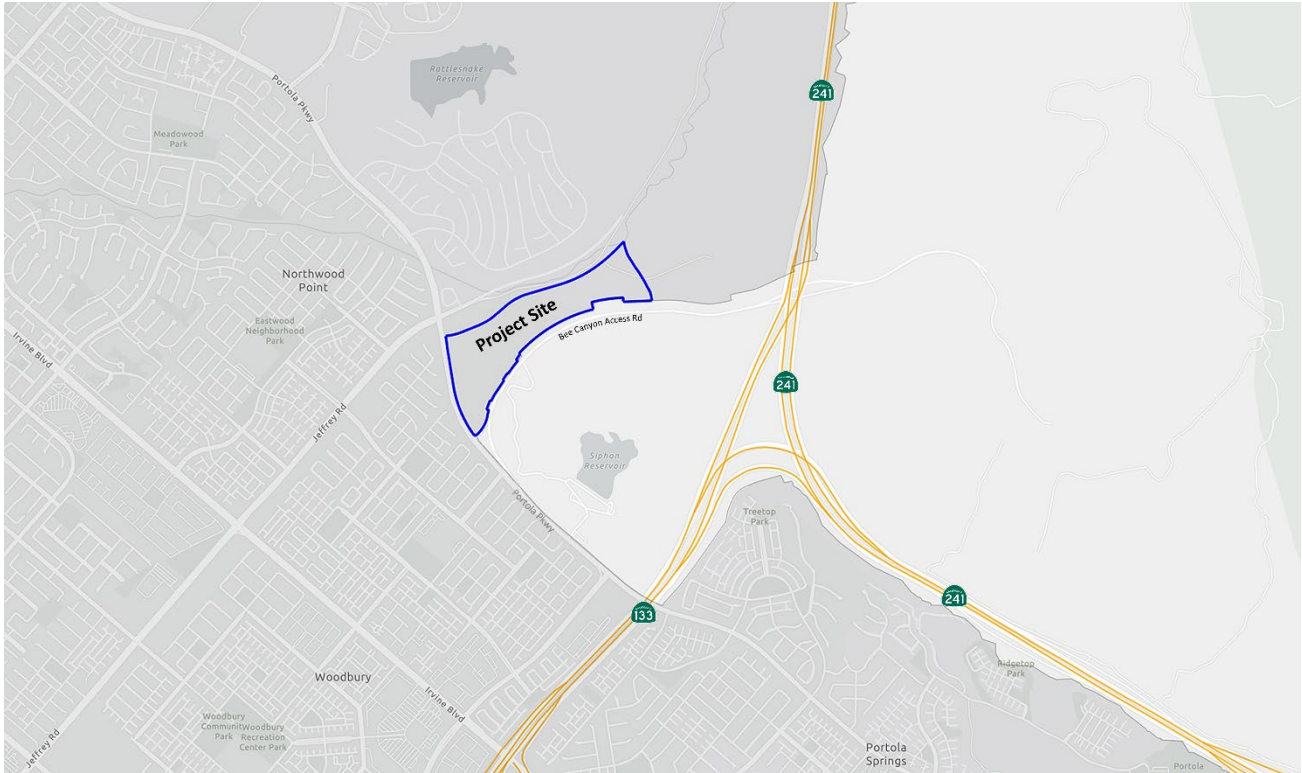 241
Rattlesnake
Reservoir
Portola Pkwy
Meadowood
Park
Northwood
Point
Project Site
Bee Canyon Access Rd
Eastwood
Neighborhood
Park
Irvine Blvd
241
Jeffrey Rd
Siphon
Reservoir
Portola Pkwy
Treetop
Park
241
133
Ridgetop
Park
Woodbury
Irvine Blvd
Woodbury
Community
Park
Woodbury
Recreation
Center Park
Jeffrey Rd
Portola
Springs
Portola